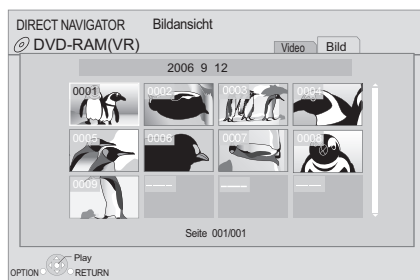 DIRECT NAVIGATOR Bildansicht
DVD-RAM(VR)
Video Bild
2006 9 12
0001 0002 0003 0004
0005 0006 0007 0008
0009 ---- ---- ----
Seite 001/001
Play
OPTION RETURN